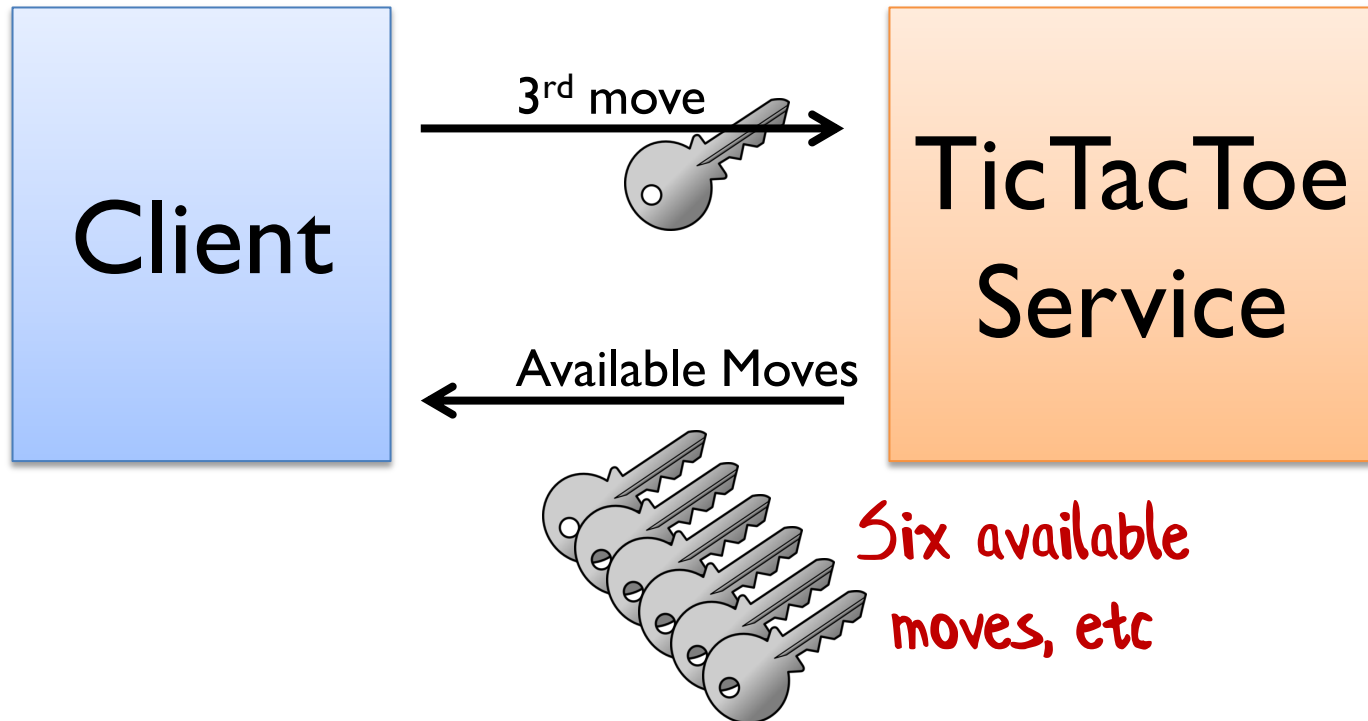 Client
3rd move
TicTacToe
Service
Available Moves
Six available
moves, etc